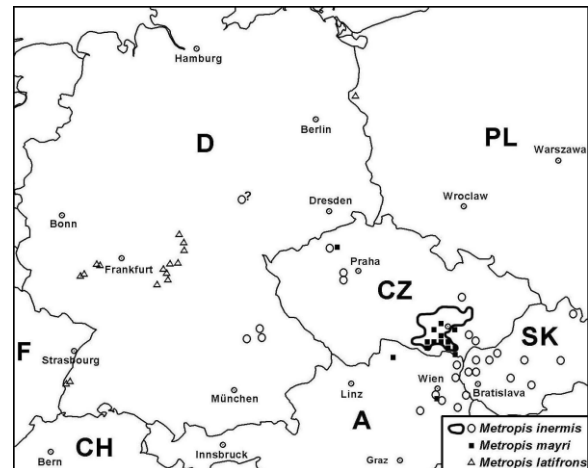 Hamburg
Berlin
D
PL
Warszawa
?
Dresden
Wroclaw
Bonn
Frankfurt
Praha
CZ
SK
F
Strasbourg
München
Linz
Wien
Bratislava
A
CH
Bern
Innsbruck
Graz
Metropis inermis
Metropis mayri
Metropis latifrons